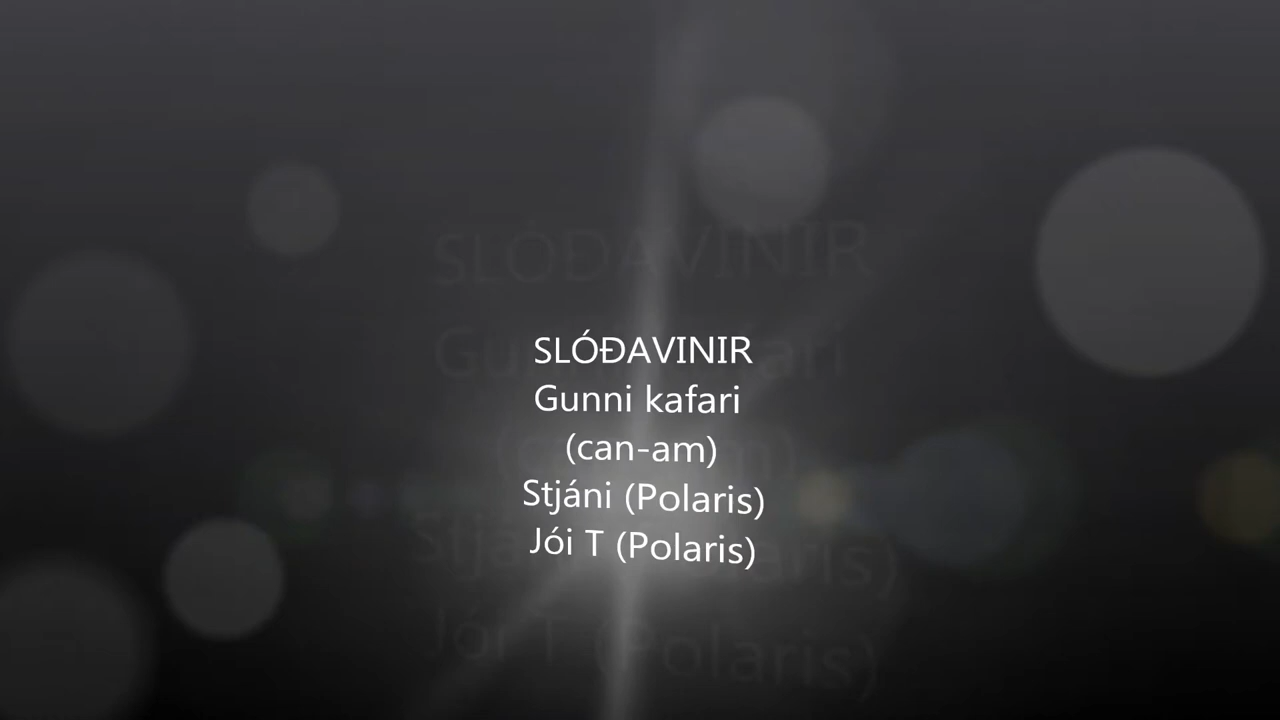 SLÓÐAVINIR
Gunni kafari
(can-am)
Stjáni (Polaris)
Jói T (Polaris)